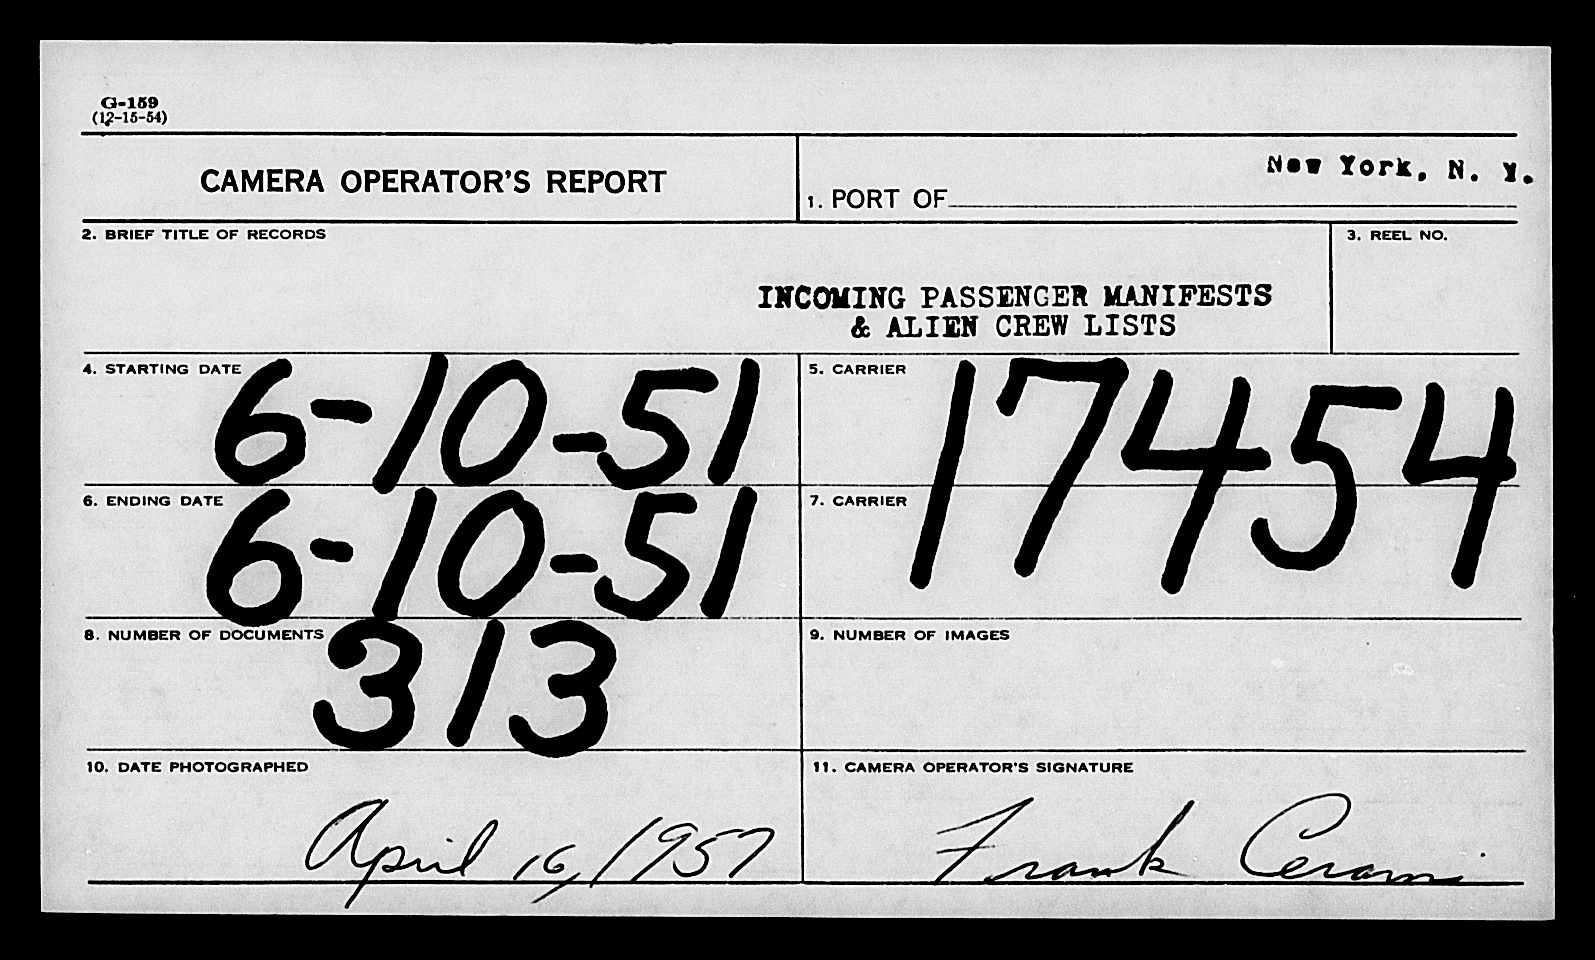 G-159
(12-15-54)
CAMERA OPERATOR'S REPORT
1. PORT OF New York, N. Y.
2. BRIEF TITLE OF RECORDS
INCOMING PASSENGER MANIFESTS
& ALIEN CREW LISTS
3. REEL NO.
4. STARTING DATE 6-10-51
5. CARRIER 17454
6. ENDING DATE 6-10-51
7. CARRIER
8. NUMBER OF DOCUMENTS 313
9. NUMBER OF IMAGES
10. DATE PHOTOGRAPHED
April 16, 1957
11. CAMERA OPERATOR'S SIGNATURE
Frank Cerami